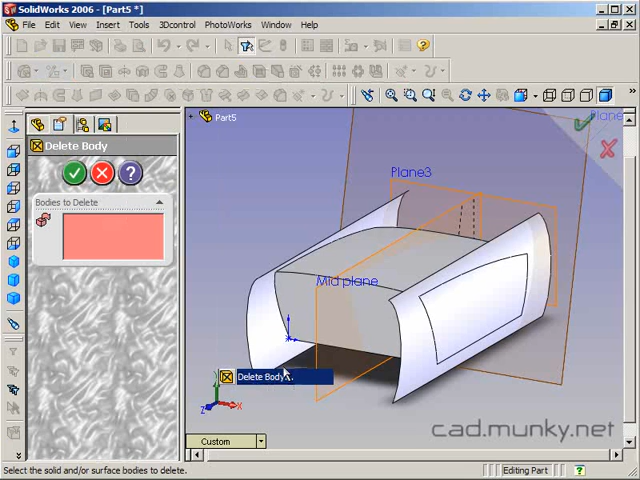 SolidWorks 2006 - [Part5 *]
File Edit View Insert Tools 3Dcontrol PhotoWorks Window Help
Part5
Plane
Delete Body
Plane3
Bodies to Delete
Mid plane
Delete Body...
Y
Z X
cad.munky.net
Custom
Select the solid and/or surface bodies to delete.
Editing Part